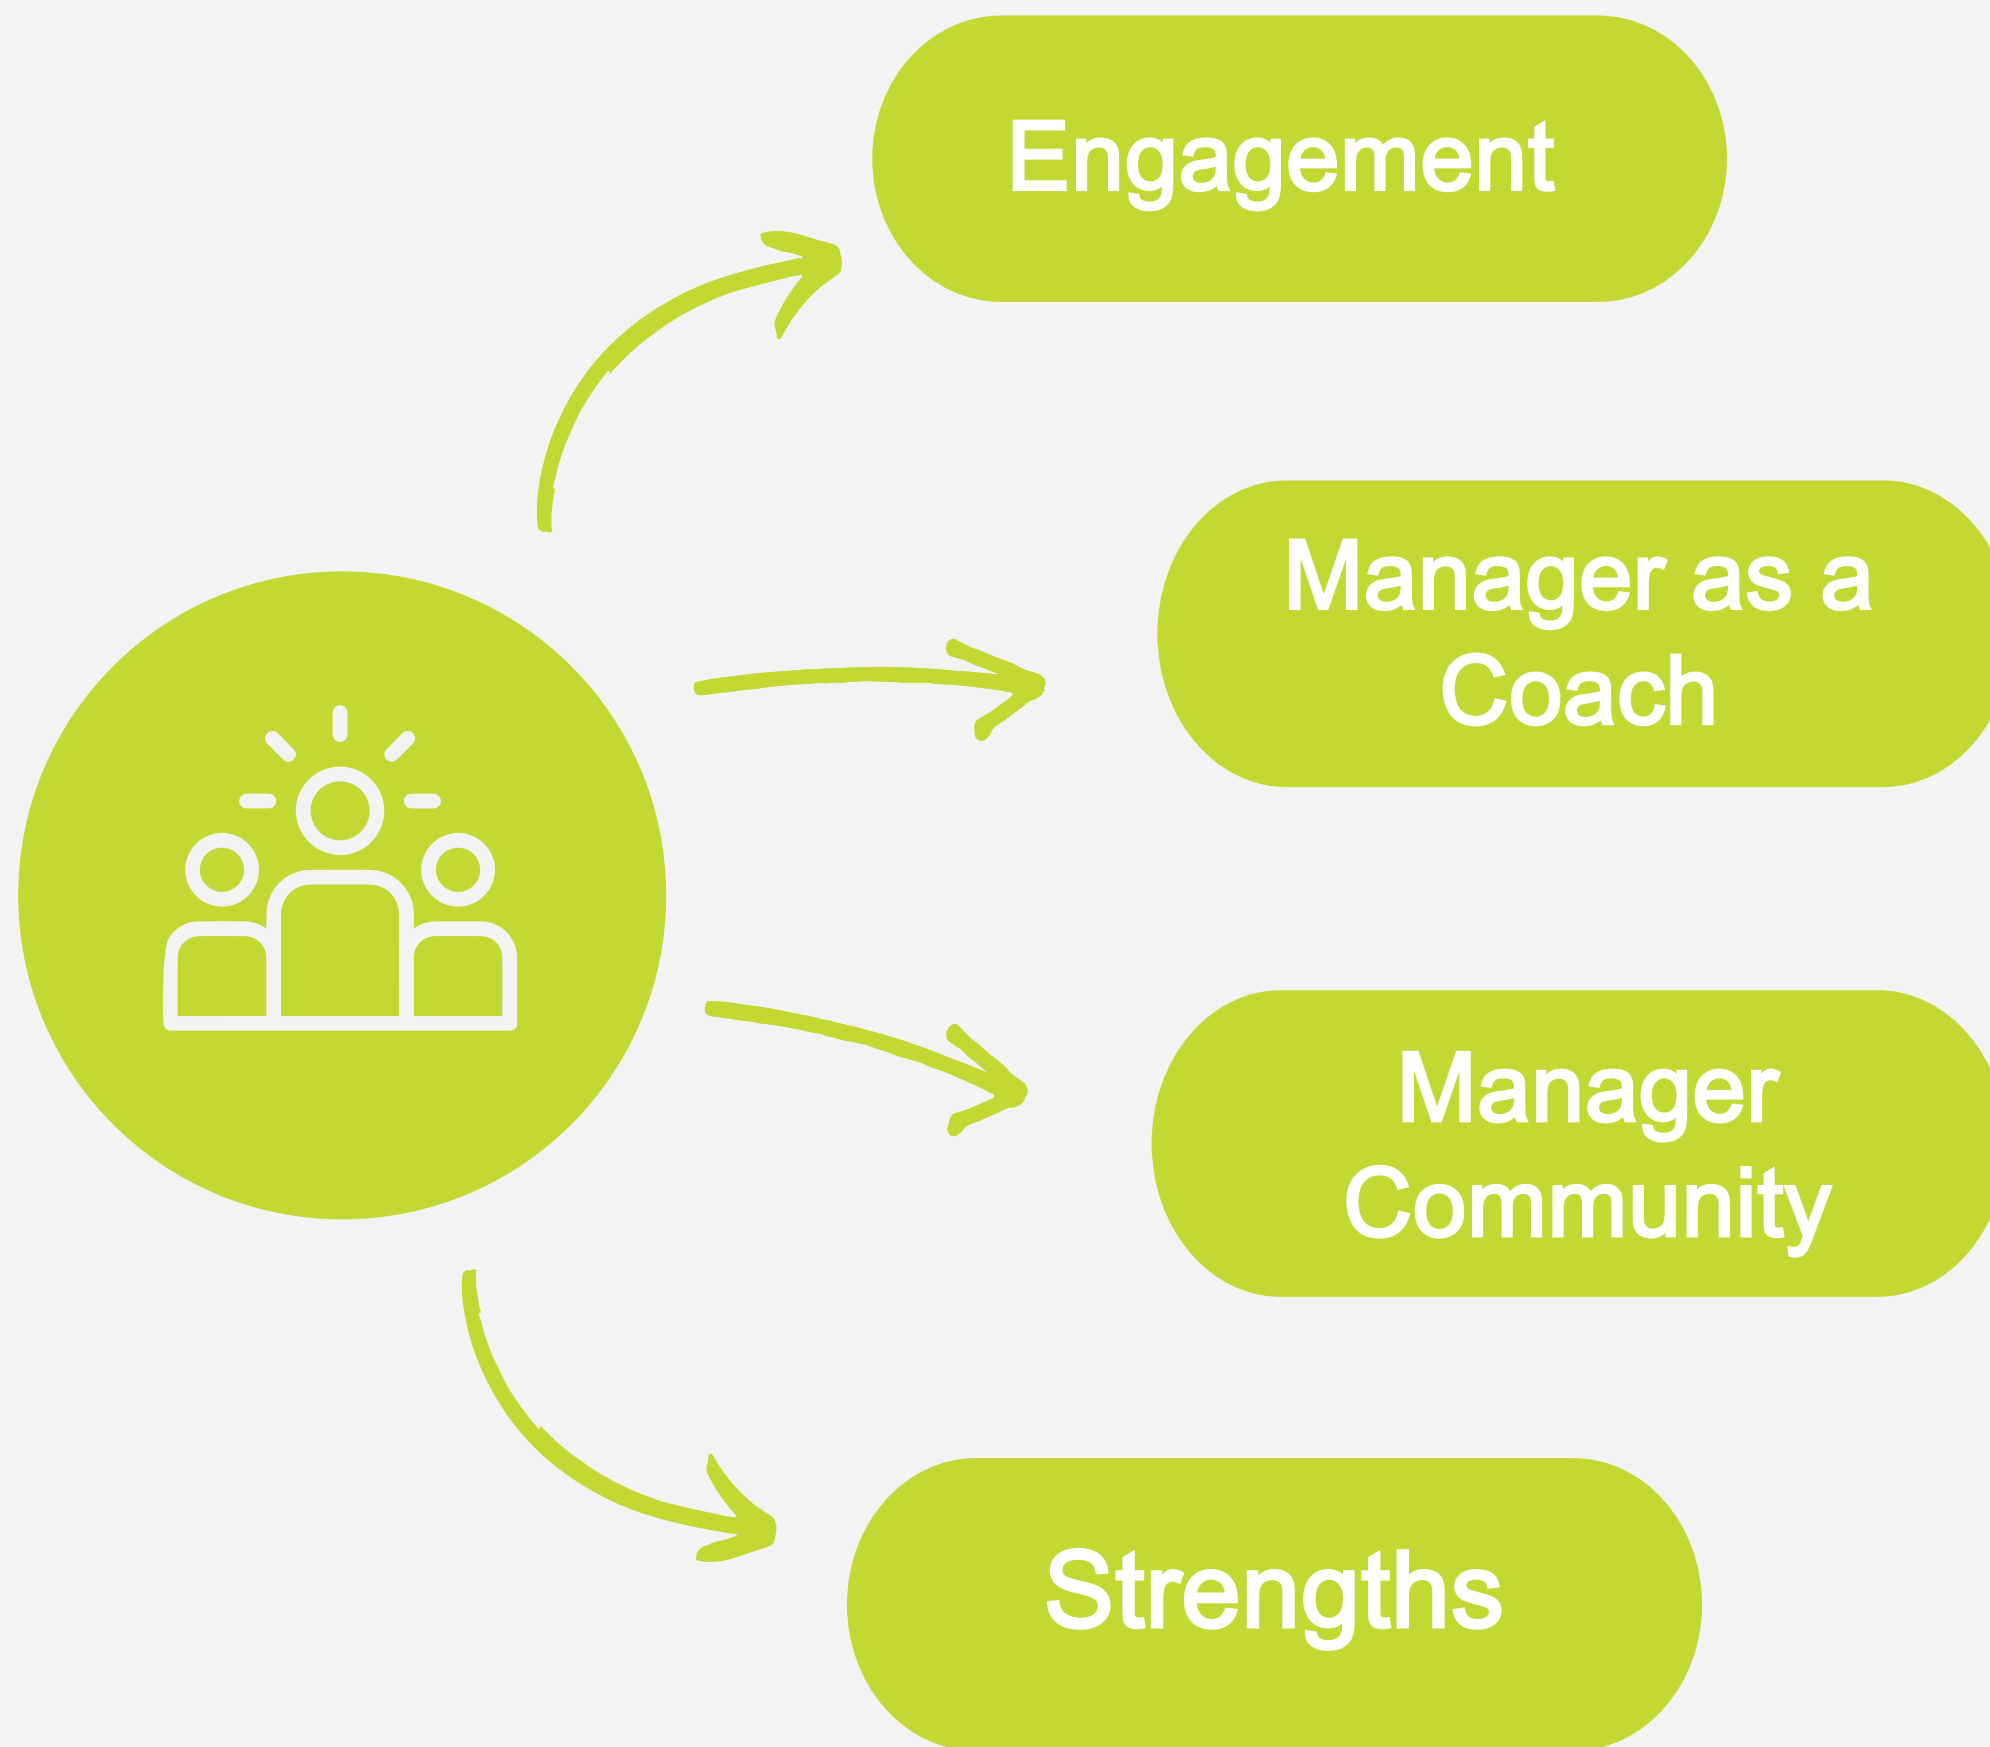 Engagement
Manager as a
Coach
Manager
Community
Strengths